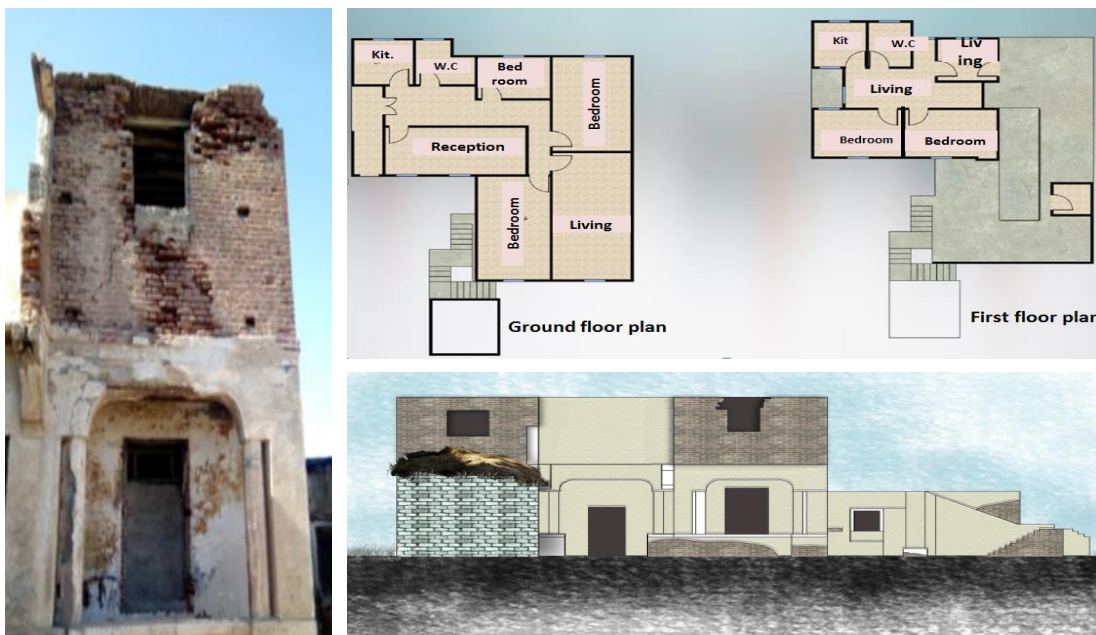 Kit.
W.C
Bed
room
Bedroom
Reception
Bedroom
Living
Ground floor plan
Kit
W.C
Liv
ing
Living
Bedroom
Bedroom
First floor plan